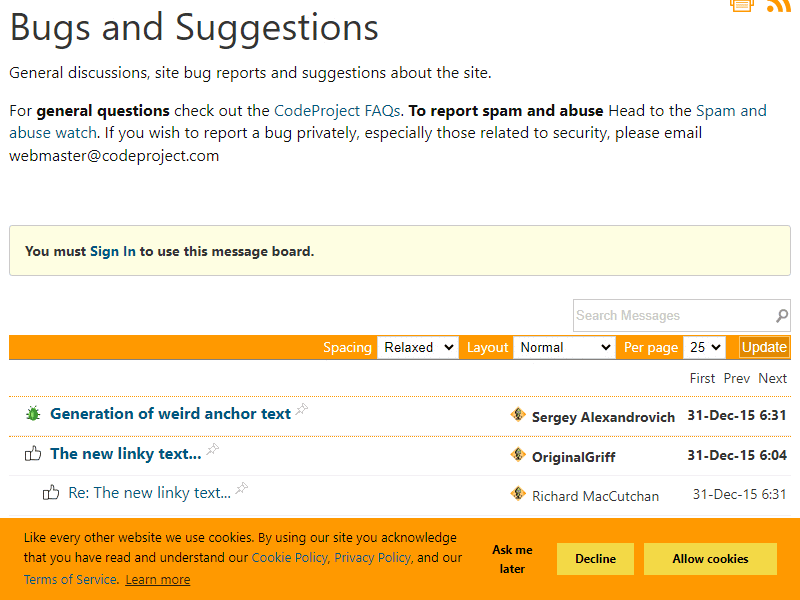 Bugs and Suggestions
General discussions, site bug reports and suggestions about the site.
For general questions check out the CodeProject FAQs. To report spam and abuse Head to the Spam and
abuse watch. If you wish to report a bug privately, especially those related to security, please email
webmaster@codeproject.com
You must Sign In to use this message board.
Search Messages
Spacing Relaxed Layout Normal Per page 25 Update
First Prev Next
Generation of weird anchor text Sergey Alexandrovich 31-Dec-15 6:31
The new linky text... OriginalGriff 31-Dec-15 6:04
Re: The new linky text... Richard MacCutchan 31-Dec-15 6:31
Like every other website we use cookies. By using our site you acknowledge
that you have read and understand our Cookie Policy, Privacy Policy, and our
Terms of Service. Learn more
Ask me
later
Decline
Allow cookies